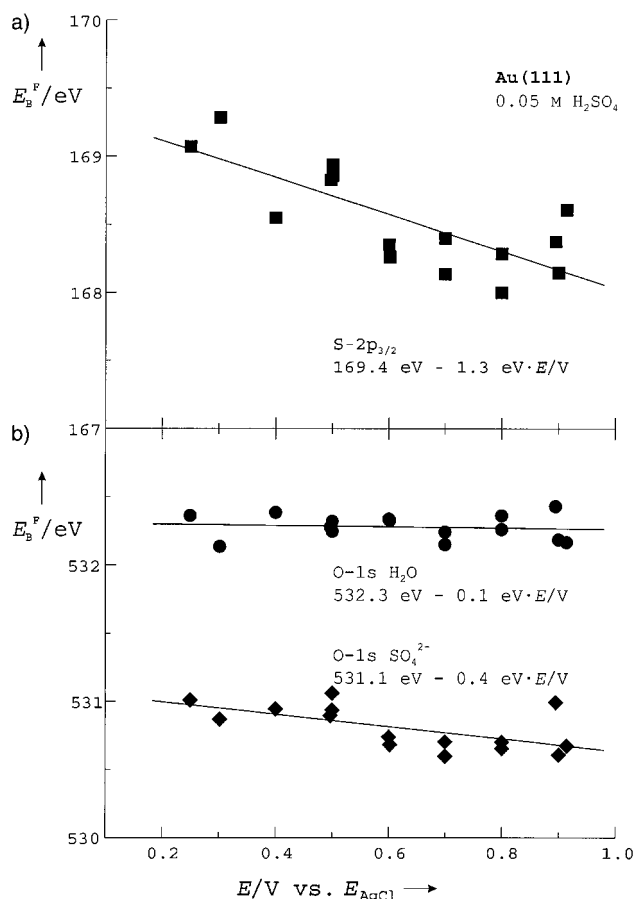 a)
170
Au(111)
0.05 M H₂SO₄
E_B^F/eV
169
168
S-2p₃/₂
169.4 eV - 1.3 eV·E/V
167
b)
E_B^F/eV
532
O-1s H₂O
532.3 eV - 0.1 eV·E/V
O-1s SO₄²⁻
531.1 eV - 0.4 eV·E/V
531
530
0.2 0.4 0.6 0.8 1.0
E/V vs. E_AgCl